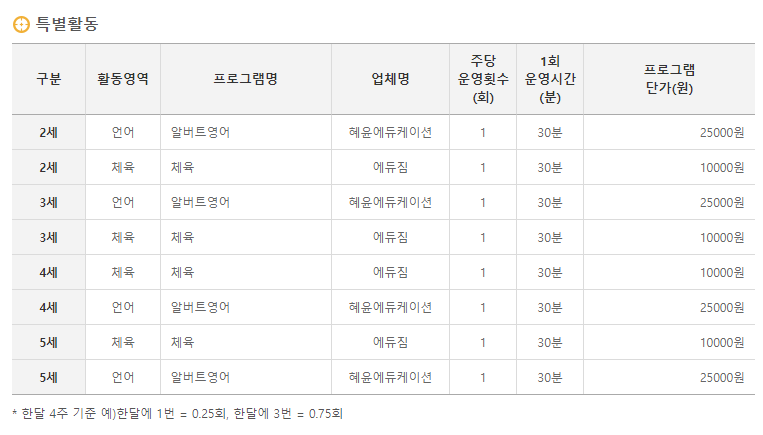 특별활동
구분 활동영역 프로그램명 업체명 주당 운영횟수 (회) 1회 운영시간 (분) 프로그램 단가(원)
2세 언어 알버트영어 혜윤에듀케이션 1 30분 25000원
2세 체육 체육 에듀짐 1 30분 10000원
3세 언어 알버트영어 혜윤에듀케이션 1 30분 25000원
3세 체육 체육 에듀짐 1 30분 10000원
4세 체육 체육 에듀짐 1 30분 10000원
4세 언어 알버트영어 혜윤에듀케이션 1 30분 25000원
5세 체육 체육 에듀짐 1 30분 10000원
5세 언어 알버트영어 혜윤에듀케이션 1 30분 25000원
* 한달 4주 기준 예)한달에 1번 = 0.25회, 한달에 3번 = 0.75회